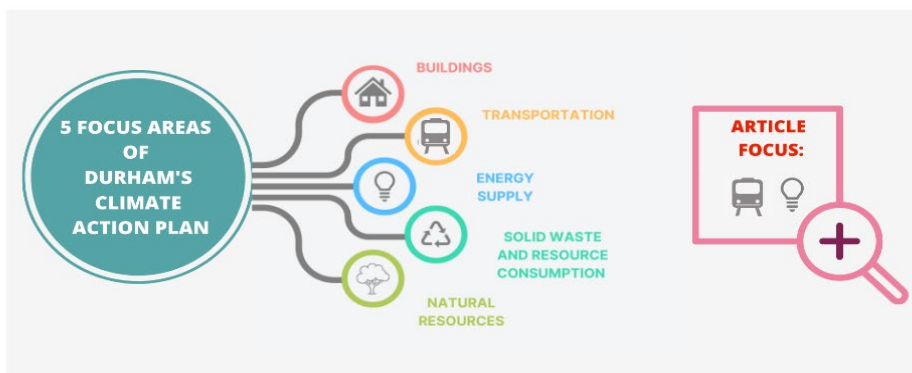 5 FOCUS AREAS
OF
DURHAM'S
CLIMATE
ACTION PLAN
BUILDINGS
TRANSPORTATION
ENERGY
SUPPLY
SOLID WASTE
AND RESOURCE
CONSUMPTION
NATURAL
RESOURCES
ARTICLE
FOCUS: